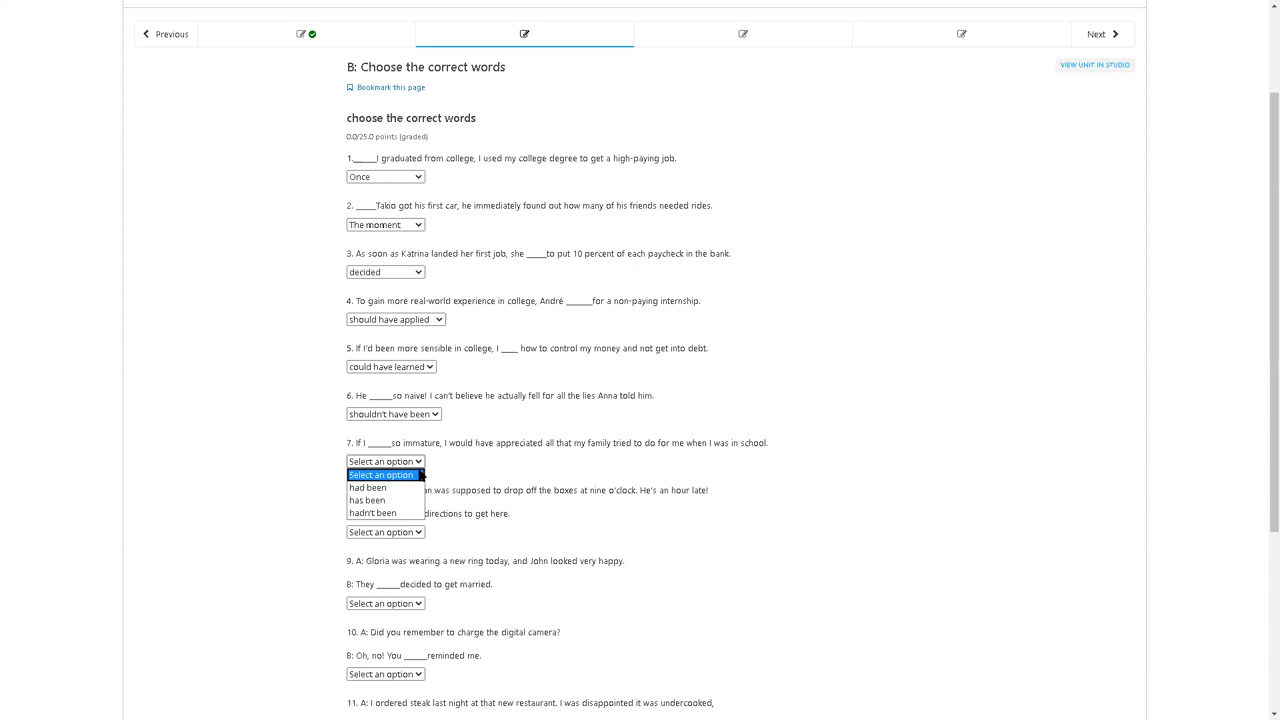 Previous
Next
B: Choose the correct words
VIEW UNIT IN STUDIO
Bookmark this page
choose the correct words
0.0/25.0 points (graded)
1._____I graduated from college, I used my college degree to get a high-paying job.
Once
2. _____Takio got his first car, he immediately found out how many of his friends needed rides.
The moment
3. As soon as Katrina landed her first job, she _____to put 10 percent of each paycheck in the bank.
decided
4. To gain more real-world experience in college, André ______for a non-paying internship.
should have applied
5. If I'd been more sensible in college, I ____ how to control my money and not get into debt.
could have learned
6. He ______so naive! I can't believe he actually fell for all the lies Anna told him.
shouldn't have been
7. If I ______so immature, I would have appreciated all that my family tried to do for me when I was in school.
Select an option
Select an option
had been
has been
hadn't been
was supposed to drop off the boxes at nine o'clock. He's an hour late!
directions to get here.
Select an option
9. A: Gloria was wearing a new ring today, and John looked very happy.
B: They ______decided to get married.
Select an option
10. A: Did you remember to charge the digital camera?
B: Oh, no! You ______reminded me.
Select an option
11. A: I ordered steak last night at that new restaurant. I was disappointed it was undercooked,